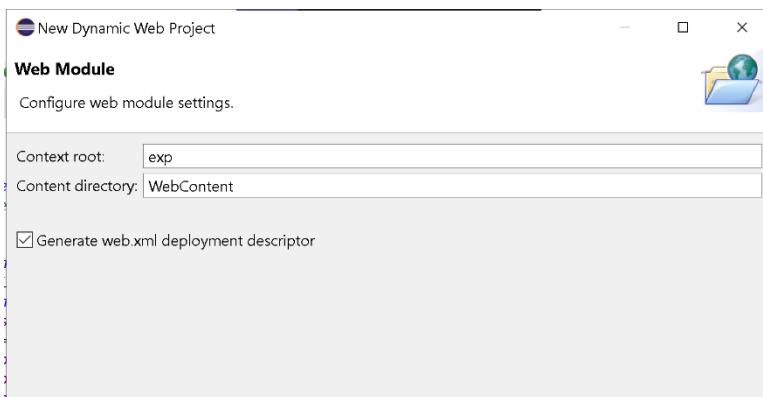 New Dynamic Web Project
Web Module
Configure web module settings.
Context root: exp
Content directory: WebContent
Generate web.xml deployment descriptor